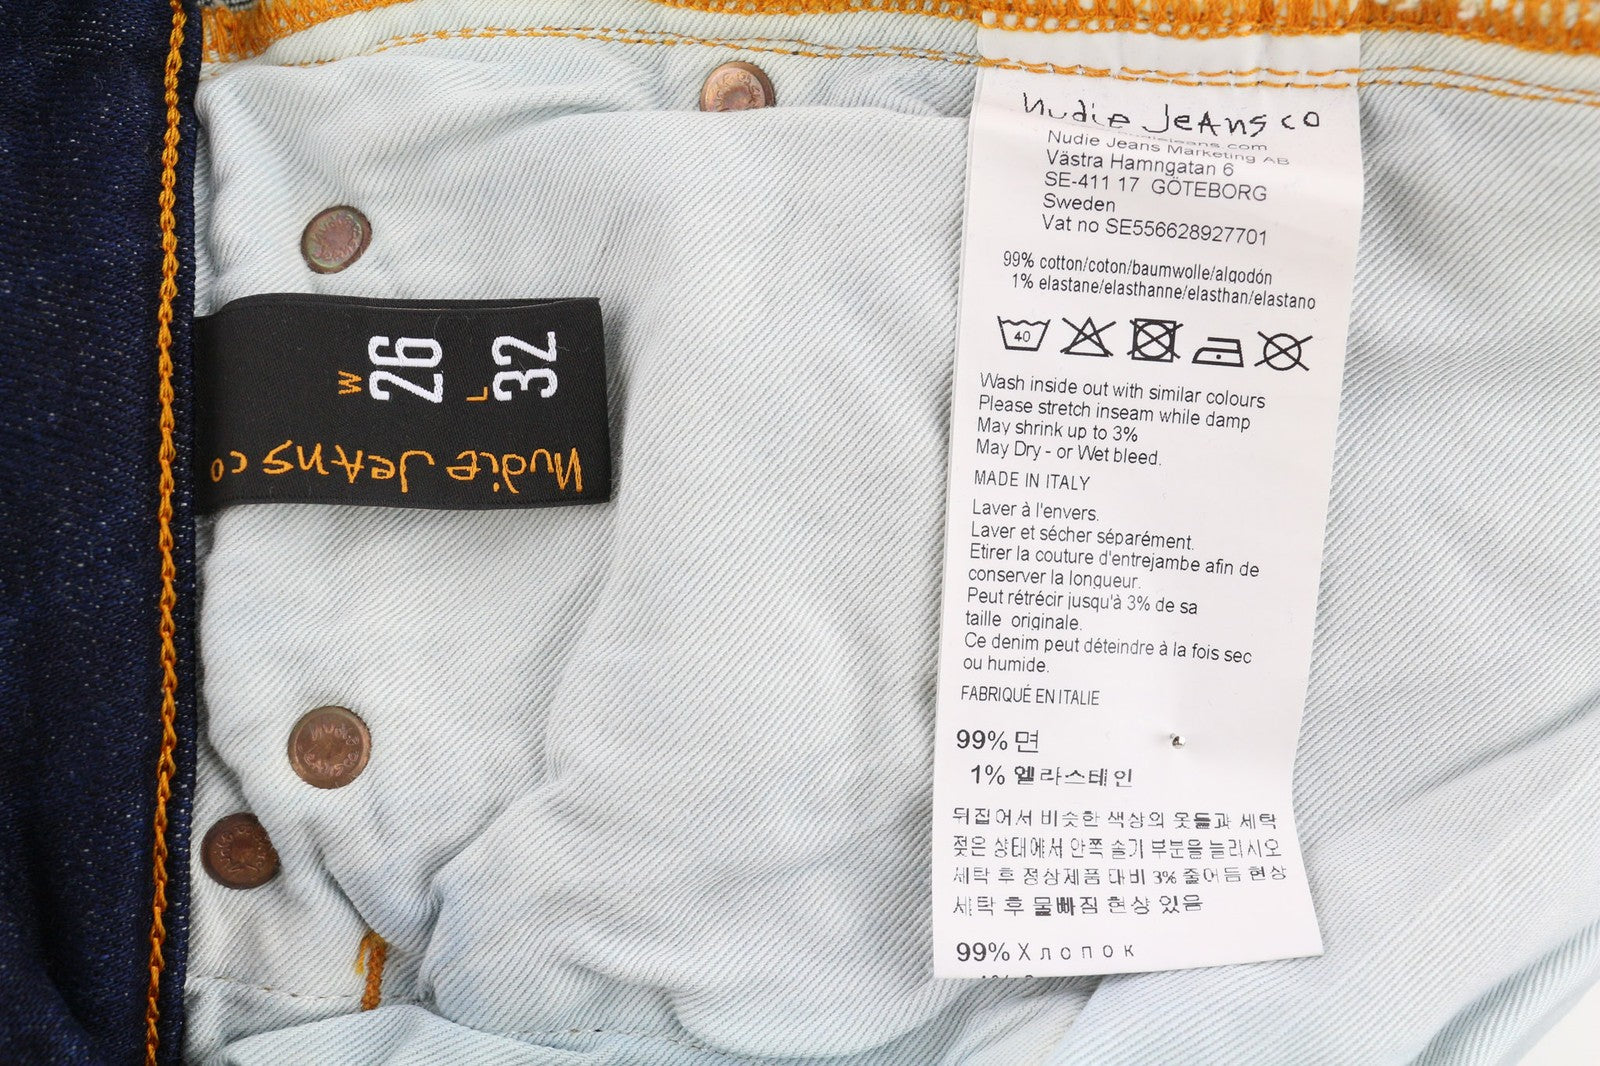 W
26
L
32
Nudie Jeans co
Nudie Jeans co
Nudie Jeans Marketing AB
Västra Hamngatan 6
SE-411 17 GÖTEBORG
Sweden
Vat no SE556628927701
99% cotton/coton/baumwolle/algodón
1% elastane/elasthanne/elasthan/elastano
40
Wash inside out with similar colours
Please stretch inseam while damp
May shrink up to 3%
May Dry - or Wet bleed.
MADE IN ITALY
Laver à l'envers.
Laver et sécher séparément.
Etirer la couture d'entrejambe afin de
conserver la longueur.
Peut rétrécir jusqu'à 3% de sa
taille originale.
Ce denim peut déteindre à la fois sec
ou humide.
FABRIQUÉ EN ITALIE
99% 면
1% 엘라스테인
뒤집어서 비슷한 색상의 옷들과 세탁
젖은 상태에서 안쪽 솔기 부분을 늘리시오
세탁 후 정상제품 대비 3% 줄어듬 현상
세탁 후 물빠짐 현상 있음
99% Хлопок